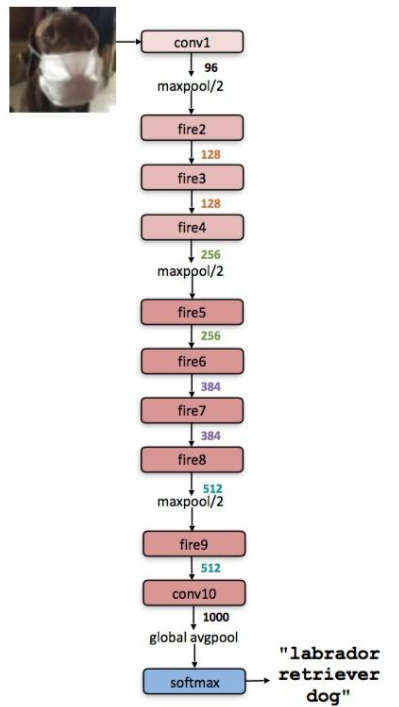 conv1
96
maxpool/2
fire2
128
fire3
128
fire4
256
maxpool/2
fire5
256
fire6
384
fire7
384
fire8
512
maxpool/2
fire9
512
conv10
1000
global avgpool
softmax
"labrador
retriever
dog"